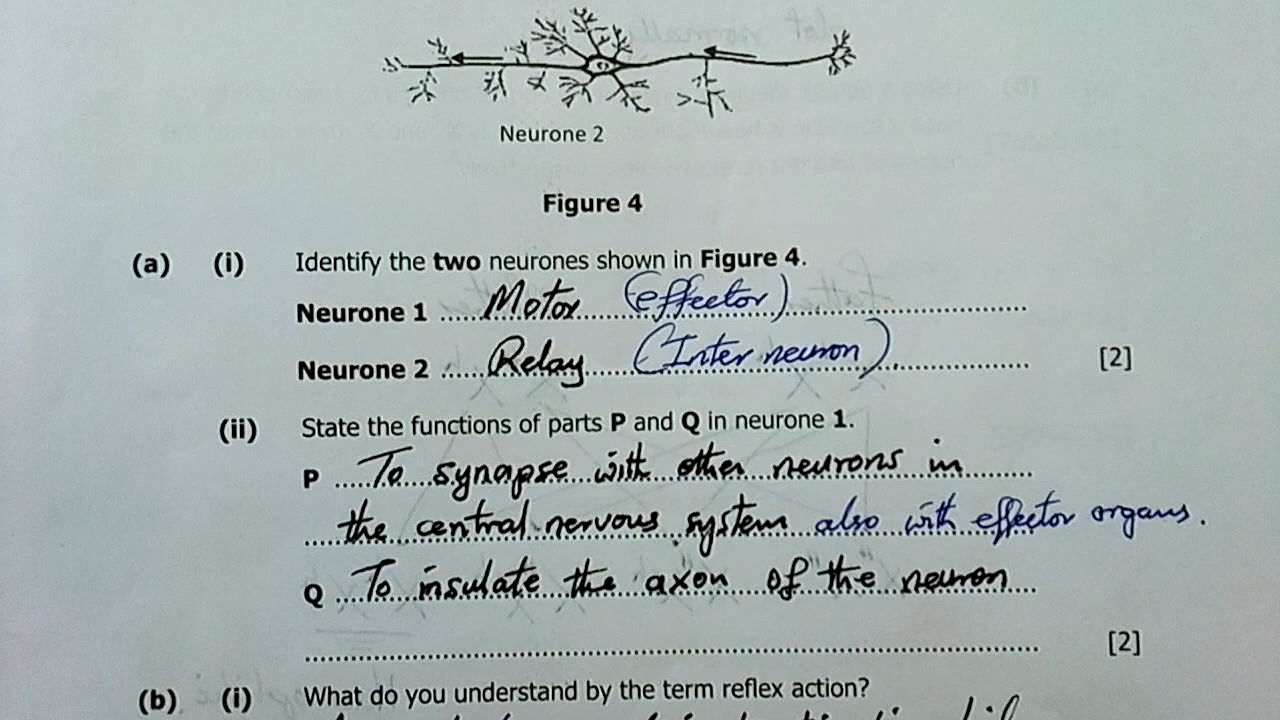 Neurone 2
Figure 4
(a) (i) Identify the two neurones shown in Figure 4.
Neurone 1 Motor (effector)
Neurone 2 Relay (Inter neuron) [2]
(ii) State the functions of parts P and Q in neurone 1.
P To synapse with other neurons in
the central nervous system also with effector organs.
Q To insulate the axon of "the" neuron
[2]
(b) (i) What do you understand by the term reflex action?